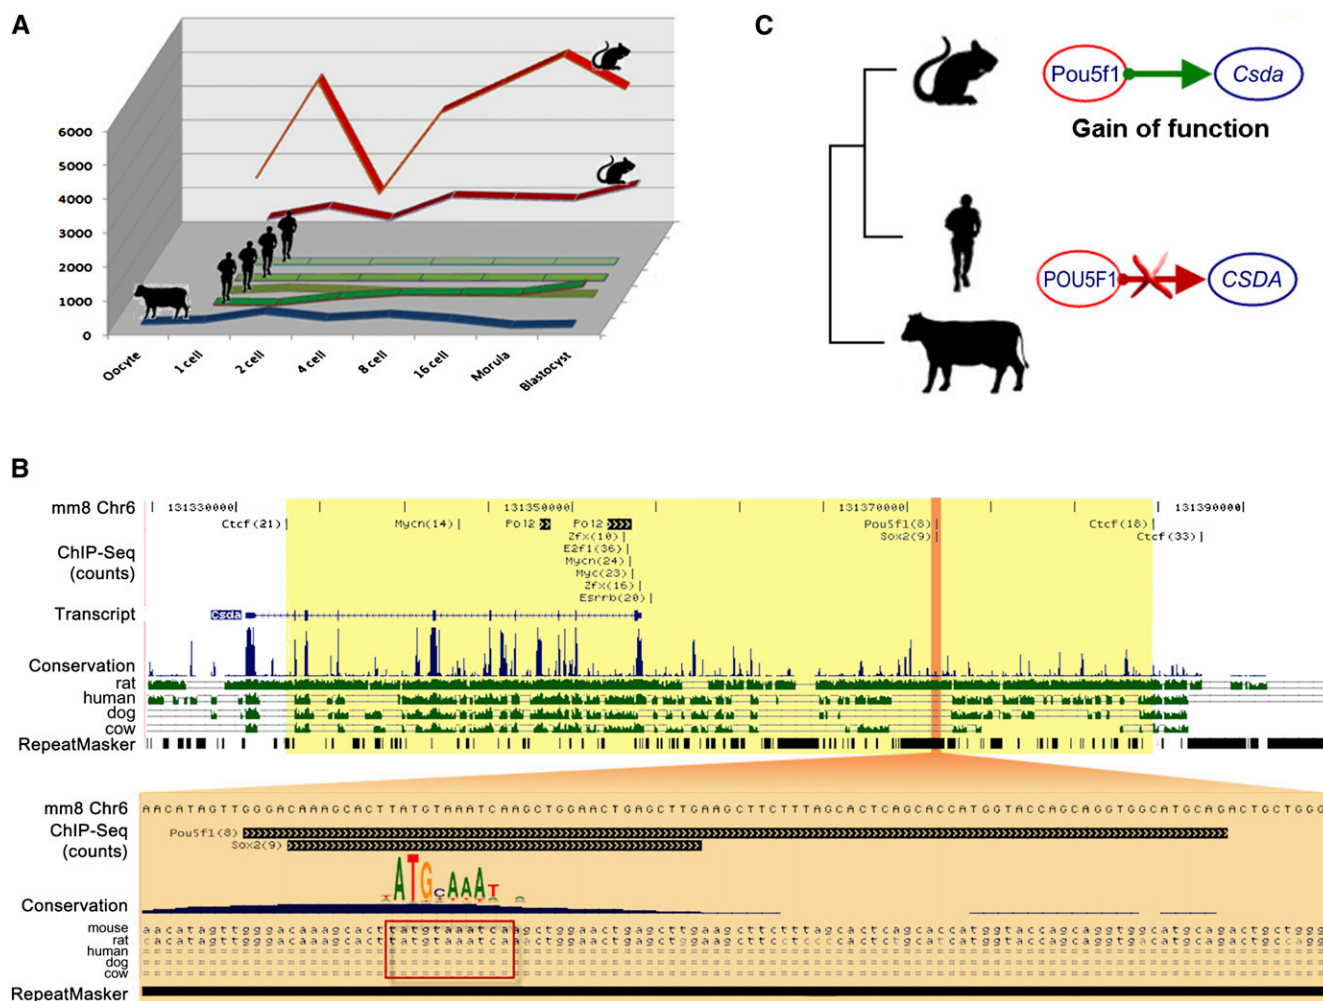 A
6000
5000
4000
3000
2000
1000
0
Oocyte
1 cell
2 cell
4 cell
8 cell
16 cell
Morula
Blastocyst
C
Pou5f1
Csda
Gain of function
POU5F1
CSDA
B
mm8 Chr6
131330000
131350000
131370000
131390000
ChIP-Seq
(counts)
Ctcf(21)
Mycn(14)
Pol2
Pol2
Pou5f1(8)
Ctcf(18)
Zfx(10)
Sox2(9)
Ctcf(33)
E2f1(36)
Mycn(24)
Myc(23)
Zfx(16)
Esrrb(20)
Transcript
Csda
Conservation
rat
human
dog
cow
RepeatMasker
mm8 Chr6
AACATAGTTGGGACAAAGCACTTATGTAAATCAAGCTGGAACTGAGCTTGAAGCTTCTTTAGCACTCAGCACCATGGTACCAGCAGGTGGCATGCAGACTGCTGGG
ChIP-Seq
(counts)
Pou5f1(8)
Sox2(9)
ATGCAAAT
Conservation
mouse
aacatagttgggacaaagcacttatgtaaatcaagctggaactgagcttgaagcttctttagcactcagcaccatggtaccagcaggtggcatgcagactgctggg
rat
human
dog
cow
RepeatMasker